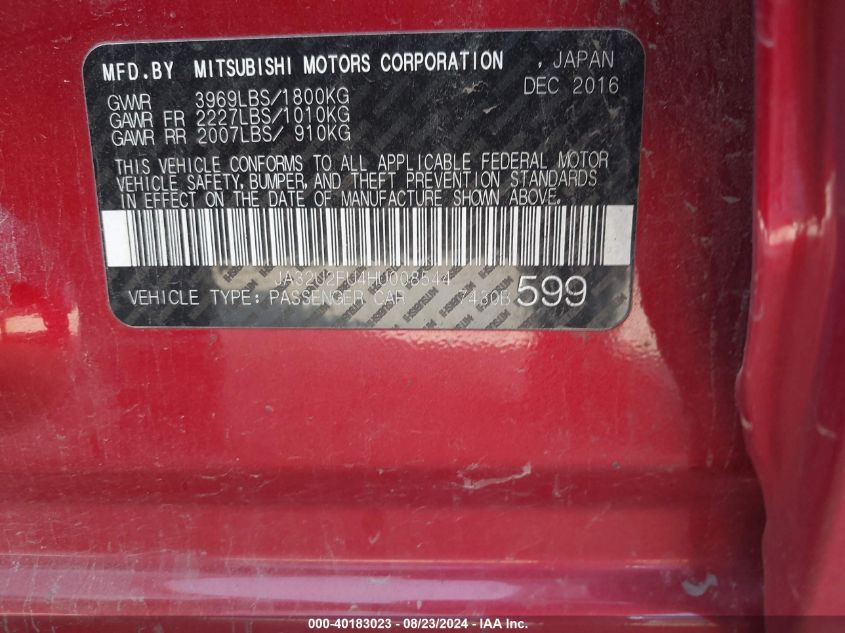 MFD.BY MITSUBISHI MOTORS CORPORATION , JAPAN
DEC 2016
GVWR 3969LBS/1800KG
GAWR FR 2227LBS/1010KG
GAWR RR 2007LBS/ 910KG
THIS VEHICLE CONFORMS TO ALL APPLICABLE FEDERAL MOTOR
VEHICLE SAFETY, BUMPER, AND THEFT PREVENTION STANDARDS
IN EFFECT ON THE DATE OF MANUFACTURE SHOWN ABOVE.
JA32U2FU4HU008544
VEHICLE TYPE: PASSENGER CAR 7430B 599
000-40183023 - 08/23/2024 - IAA Inc.